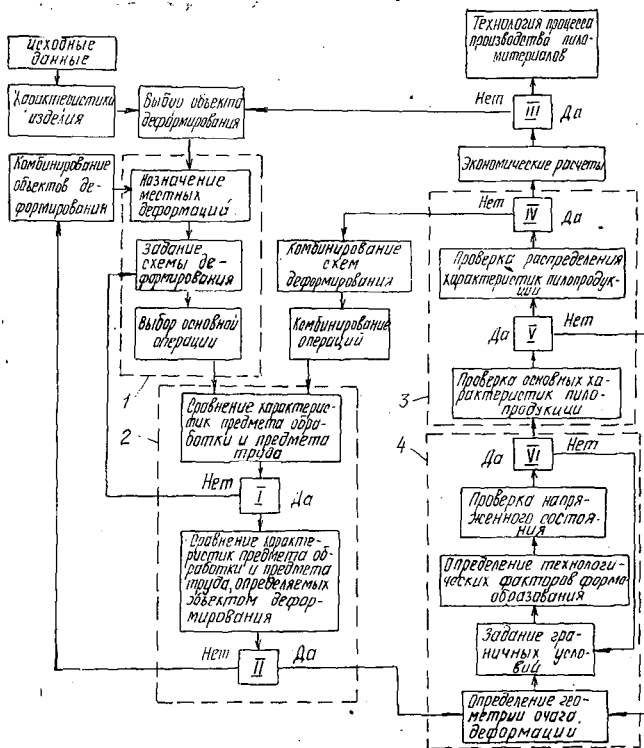 Исходные
данные
Характеристики
изделия
Выбор объекта
деформирования
Комбинирование
объектов де-
формирования
Назначение
местных
деформаций
Задание
схемы де-
формирования
Выбор основной
операции
1
Комбинирование
схем
деформирования
Комбинирование
операций
2
Сравнение характерис-
тик предмета обра-
ботки и предмета
труда
Нет
I
Да
Сравнение характе-
ристик предмета об-
работки и предмета
труда, определяемых
объектом дефор-
мирования
Нет
II
Да
Технология процесса
производства пило-
материалов
Нет
III
Да
Экономические расчеты
Нет
IV
Да
Проверка распределения
характеристик пилопродук-
ции
Да
V
Нет
3
Проверка основных ха-
рактеристик пило-
продукции
4
Да
VI
Нет
Проверка напря-
женного состоя-
ния
Определение технологи-
ческих факторов формо-
образования
Задание гра-
ничных усло-
вий
Определение гео-
метрии очага
деформации